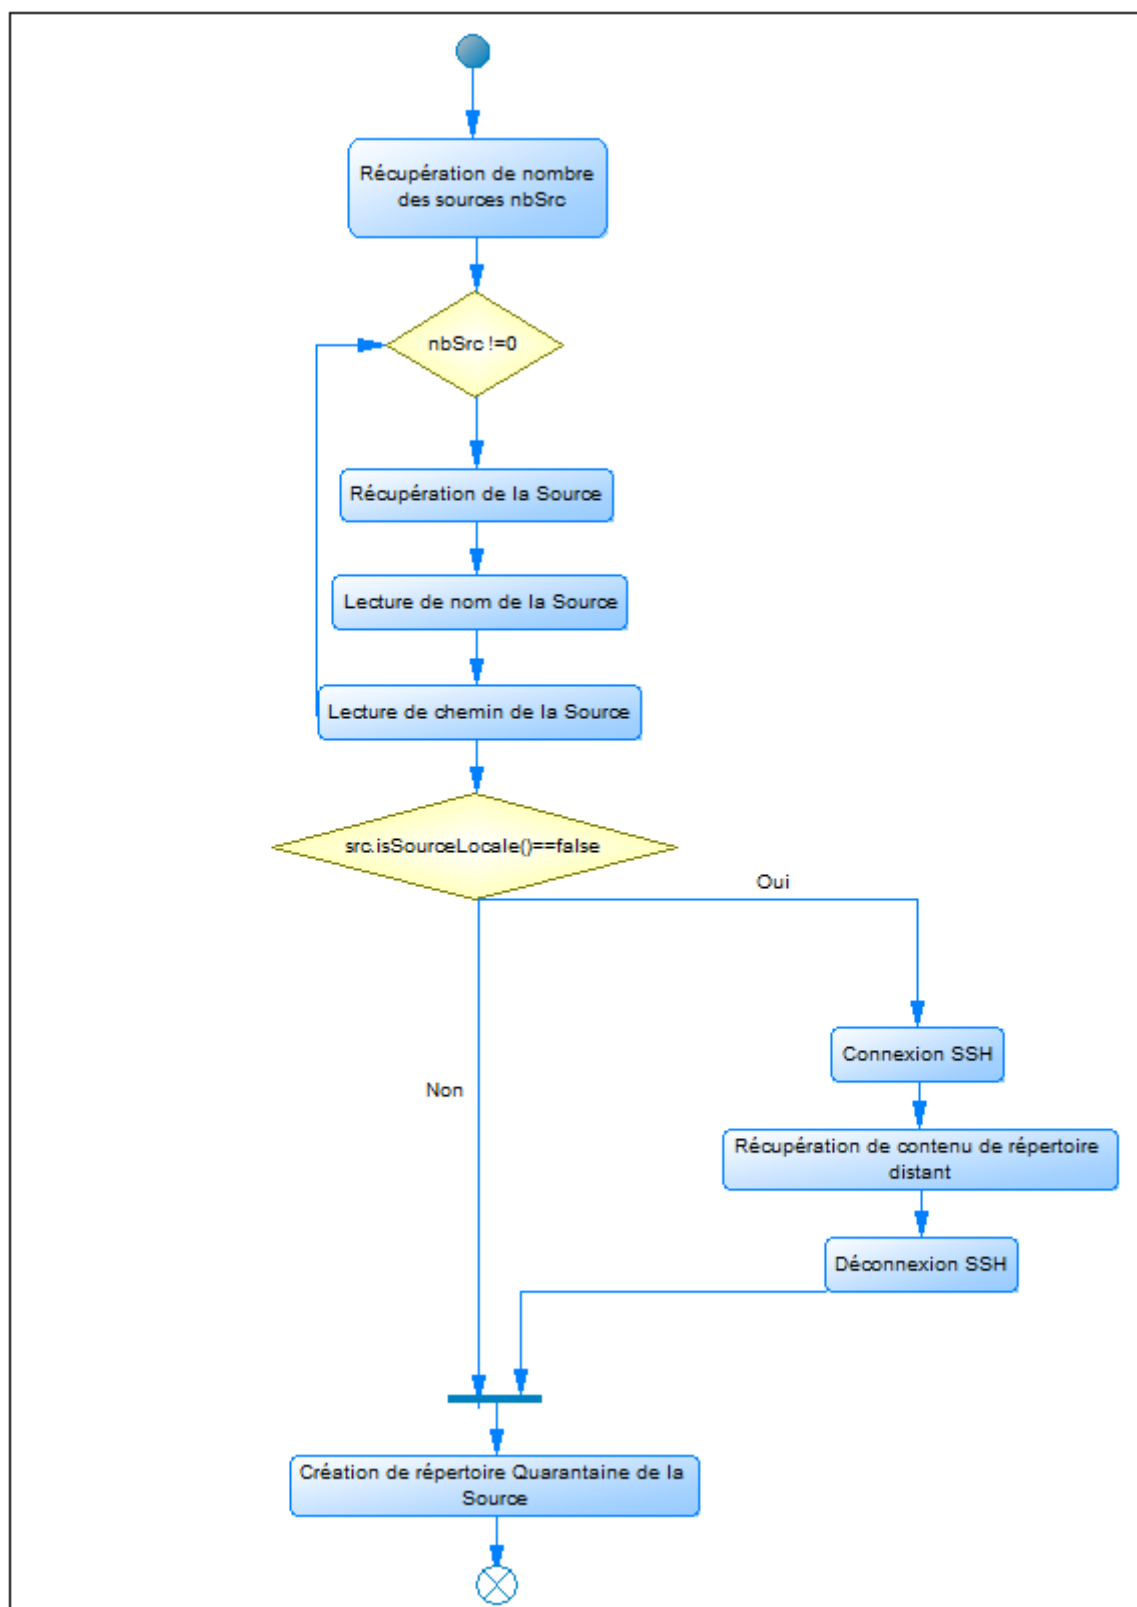 Récupération de nombre
des sources nbSrc
nbSrc !=0
Récupération de la Source
Lecture de nom de la Source
Lecture de chemin de la Source
src.isSourceLocale()==false
Oui
Connexion SSH
Non
Récupération de contenu de répertoire
distant
Déconnexion SSH
Création de répertoire Quarantaine de la
Source